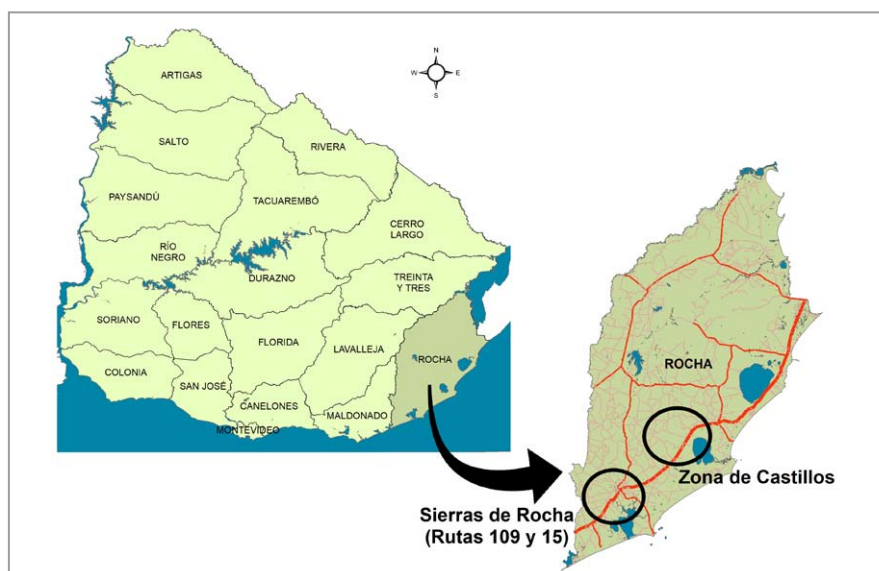 N
W E
S
ARTIGAS
SALTO
RIVERA
PAYSANDÚ
TACUAREMBÓ
CERRO
LARGO
RÍO
NEGRO
DURAZNO
TREINTA
Y TRES
SORIANO
FLORES
FLORIDA
LAVALLEJA
ROCHA
COLONIA
SAN JOSÉ
CANELONES
MALDONADO
MONTEVIDEO
ROCHA
Zona de Castillos
Sierras de Rocha
(Rutas 109 y 15)